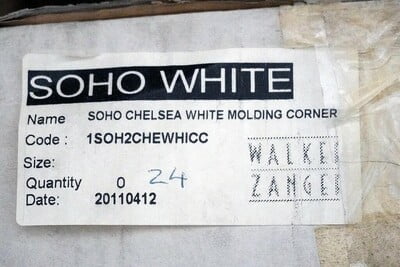 SOHO WHITE
Name SOHO CHELSEA WHITE MOLDING CORNER
Code : 1SOH2CHEWHICC
Size:
Quantity 0 24
Date: 20110412
WALKE
ZANGE